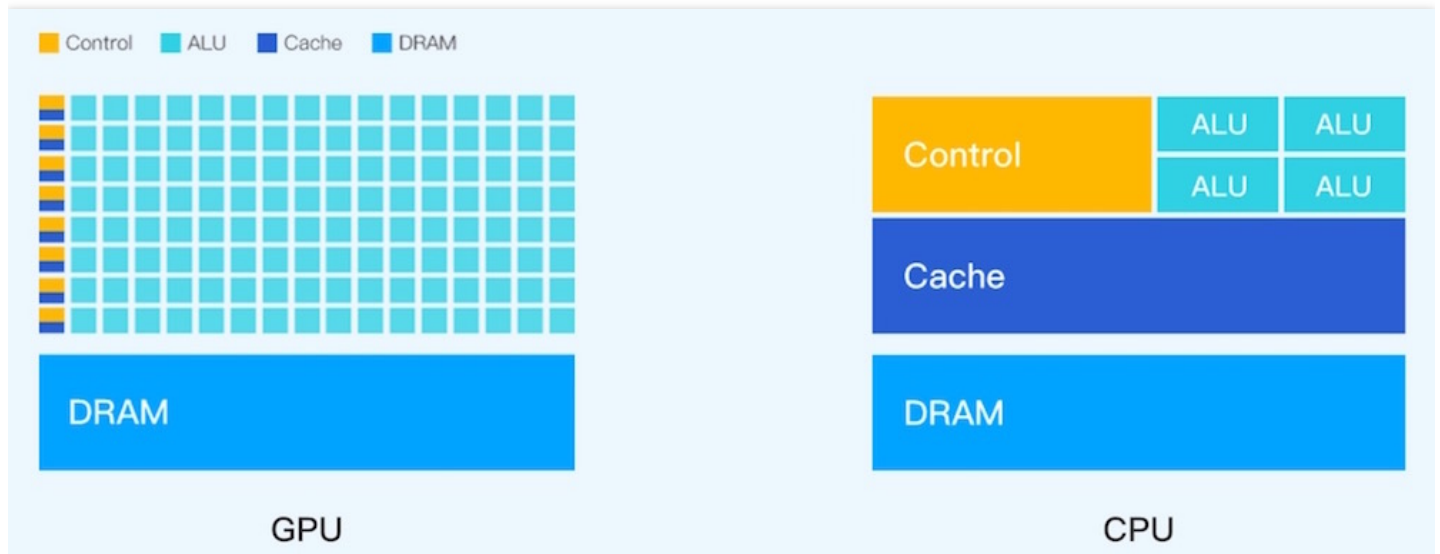 Control ALU Cache DRAM
Control
ALU ALU
ALU ALU
Cache
DRAM
DRAM
GPU
CPU